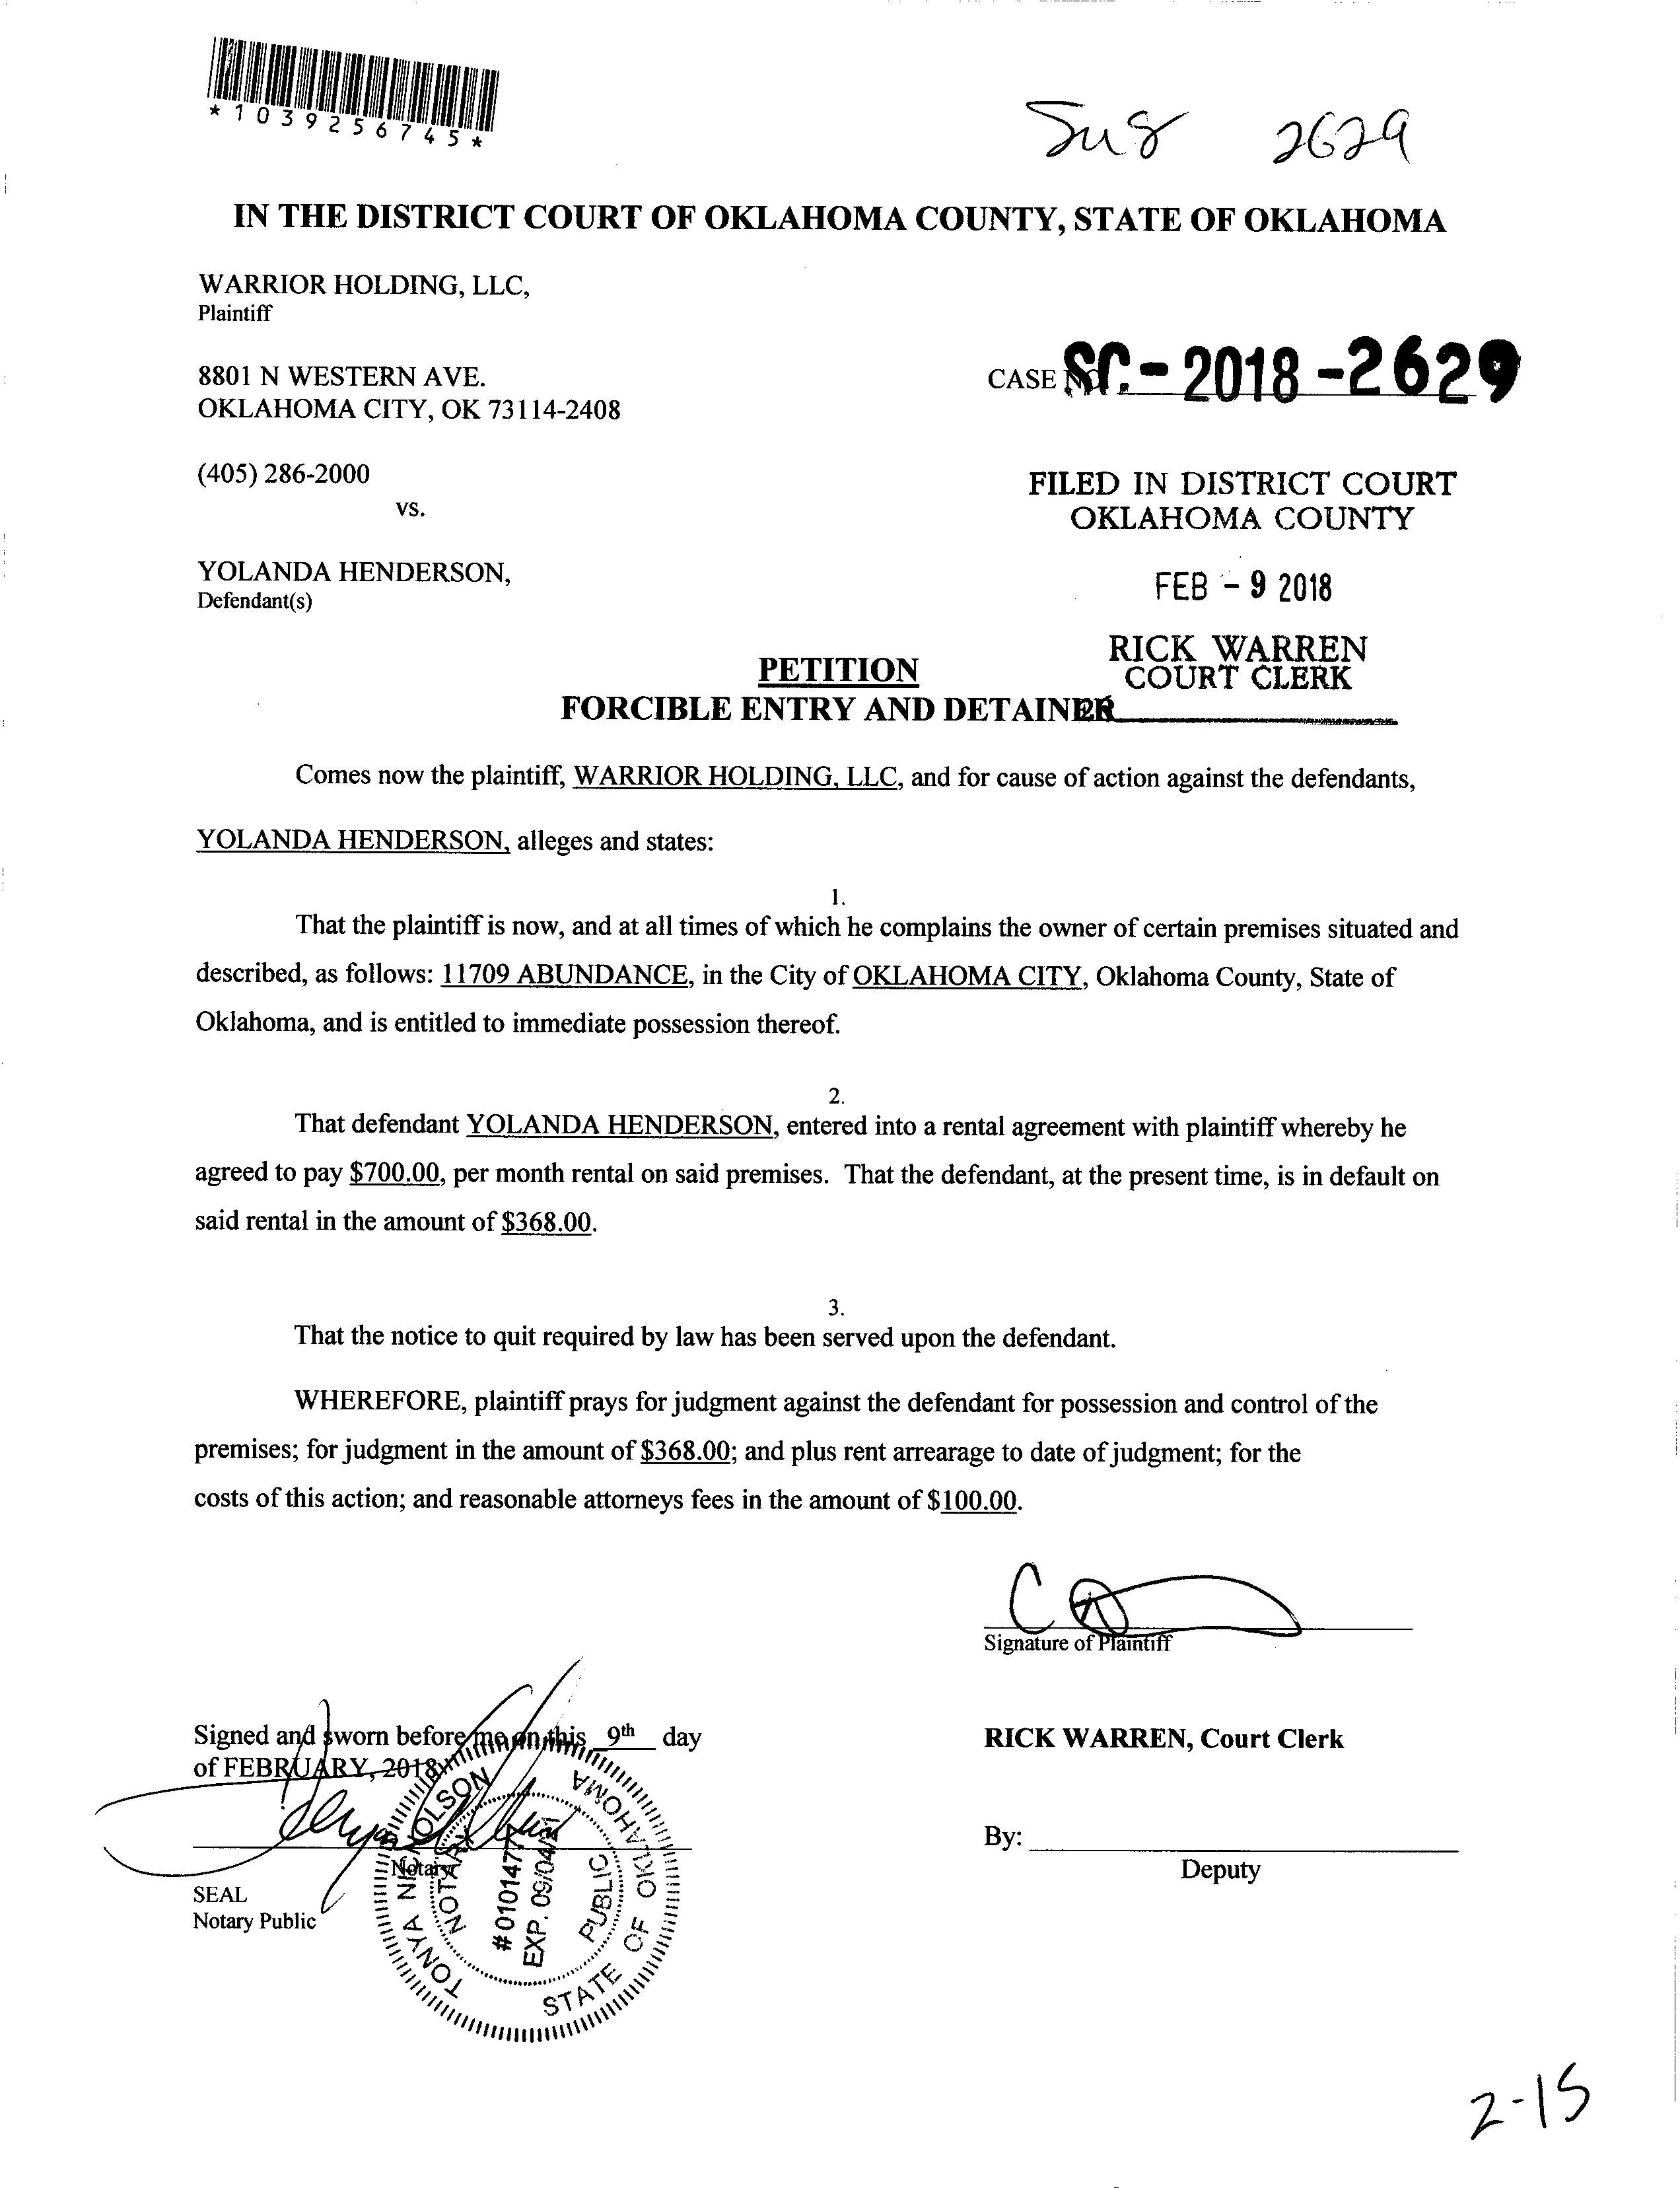 *1039256745*
2629
IN THE DISTRICT COURT OF OKLAHOMA COUNTY, STATE OF OKLAHOMA
WARRIOR HOLDING, LLC,
Plaintiff
8801 N WESTERN AVE.
OKLAHOMA CITY, OK 73114-2408
CASE NO. SC-2018-2629
(405) 286-2000
vs.
FILED IN DISTRICT COURT
OKLAHOMA COUNTY
YOLANDA HENDERSON,
Defendant(s)
FEB - 9 2018
RICK WARREN
COURT CLERK
PETITION
FORCIBLE ENTRY AND DETAINER
Comes now the plaintiff, WARRIOR HOLDING, LLC, and for cause of action against the defendants,
YOLANDA HENDERSON, alleges and states:
1.
That the plaintiff is now, and at all times of which he complains the owner of certain premises situated and
described, as follows: 11709 ABUNDANCE, in the City of OKLAHOMA CITY, Oklahoma County, State of
Oklahoma, and is entitled to immediate possession thereof.
2.
That defendant YOLANDA HENDERSON, entered into a rental agreement with plaintiff whereby he
agreed to pay $700.00, per month rental on said premises. That the defendant, at the present time, is in default on
said rental in the amount of $368.00.
3.
That the notice to quit required by law has been served upon the defendant.
WHEREFORE, plaintiff prays for judgment against the defendant for possession and control of the
premises; for judgment in the amount of $368.00; and plus rent arrearage to date of judgment; for the
costs of this action; and reasonable attorneys fees in the amount of $100.00.
Signature of Plaintiff
Signed and sworn before me on this 9th day
of FEBRUARY, 2018
RICK WARREN, Court Clerk
By:
Deputy
Notary
SEAL
Notary Public
TONYA NICHOLSON
NOTARY PUBLIC
EXP. 09/04/21
STATE OF OKLAHOMA
2-15